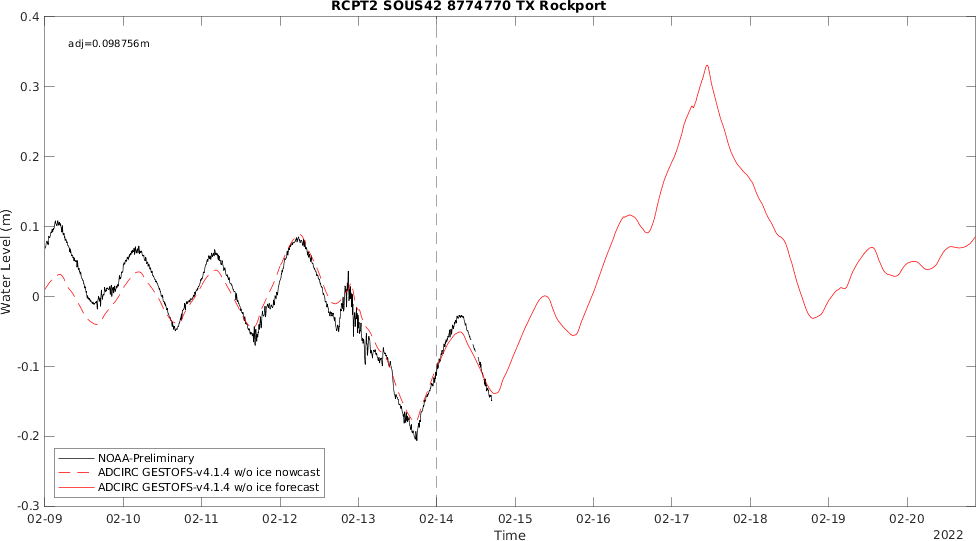 RCPT2 SOUS42 8774770 TX Rockport
adj=0.098756m
0.4
0.3
0.2
0.1
0
-0.1
-0.2
-0.3
Water Level (m)
NOAA-Preliminary
ADCIRC GESTOFS-v4.1.4 w/o ice nowcast
ADCIRC GESTOFS-v4.1.4 w/o ice forecast
02-09 02-10 02-11 02-12 02-13 02-14 02-15 02-16 02-17 02-18 02-19 02-20
Time
2022